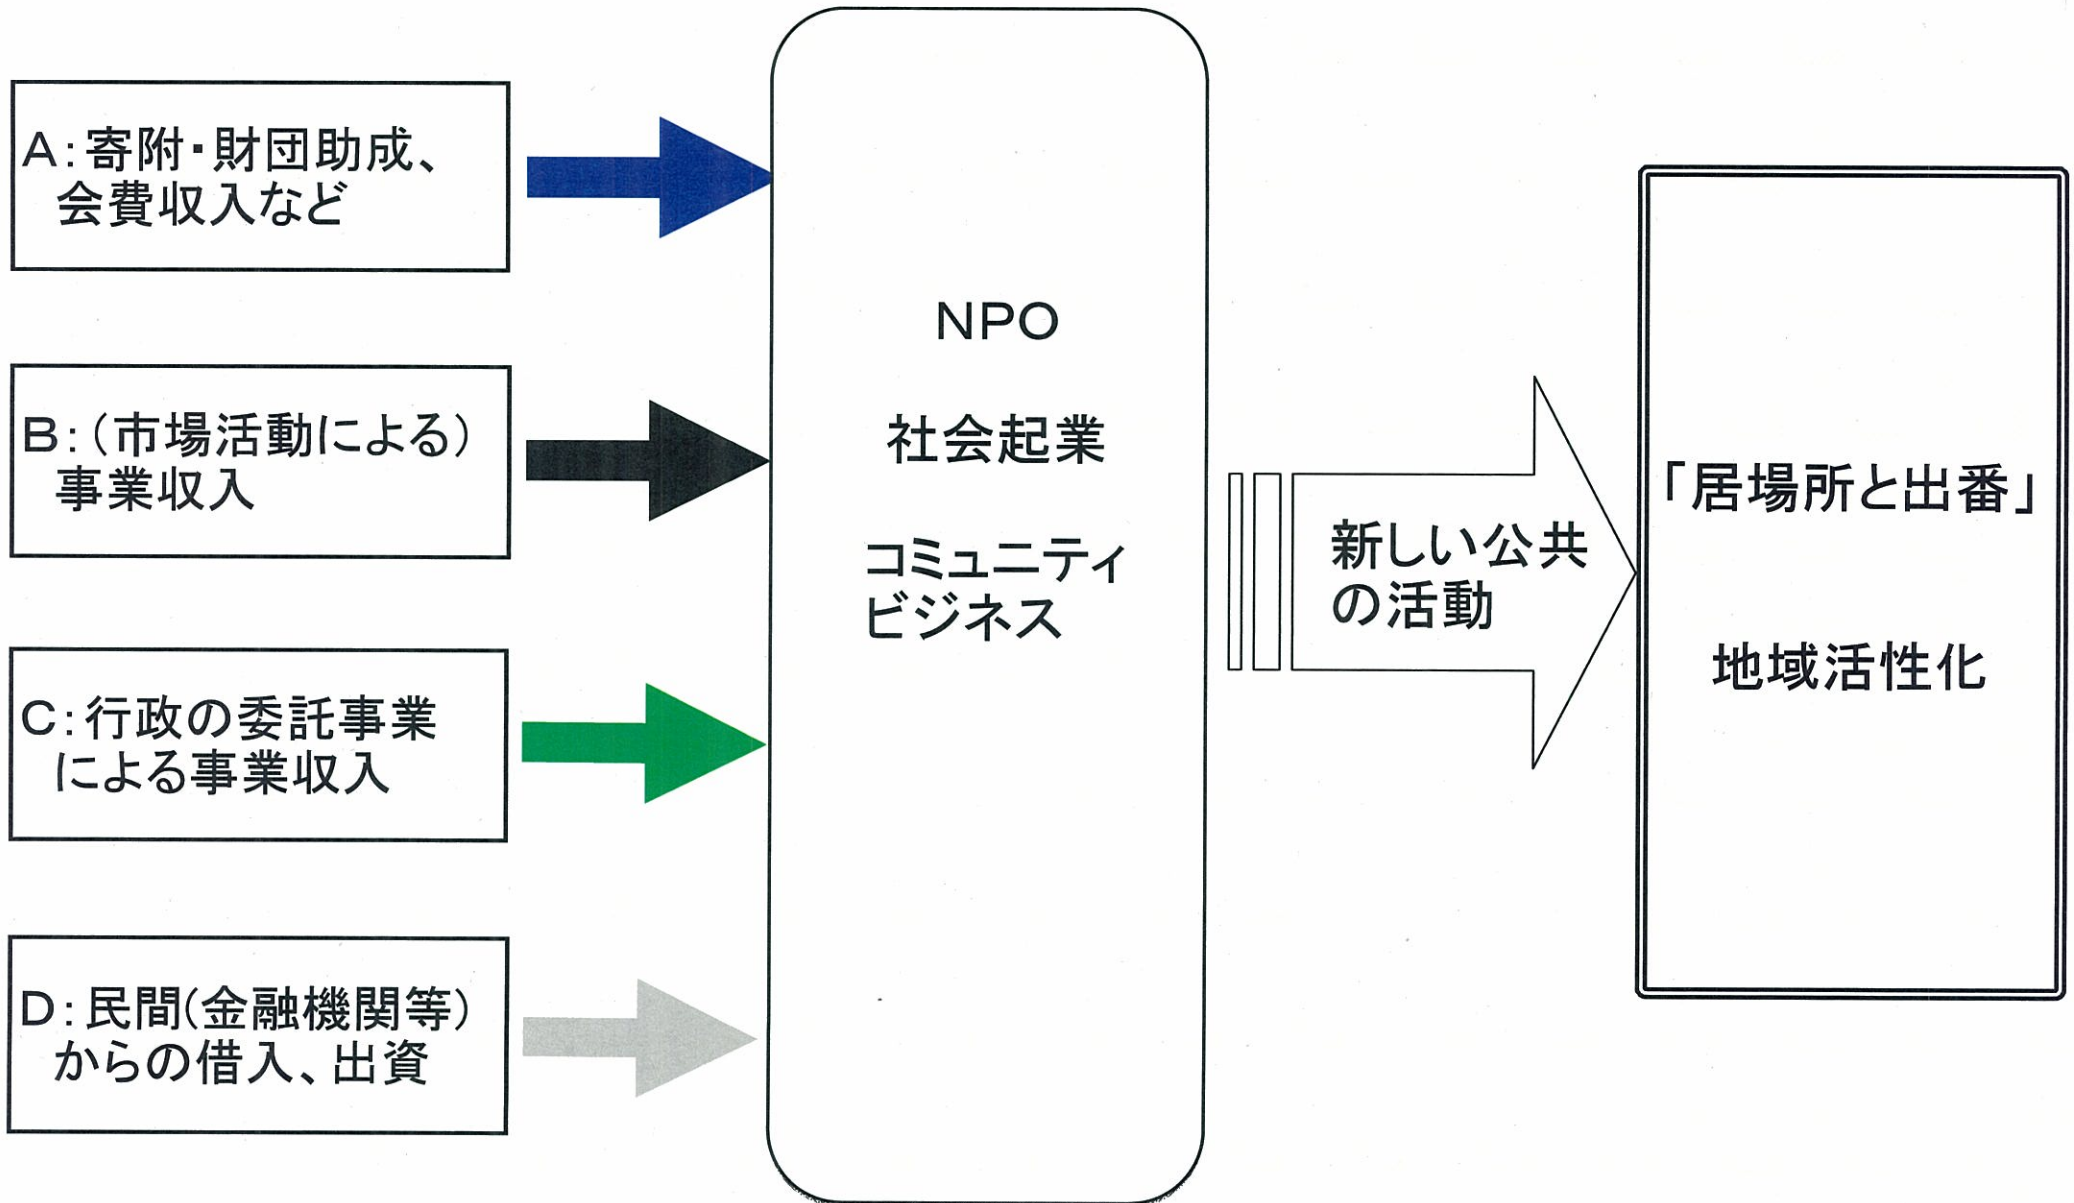 A:寄附・財団助成、
会費収入など
B:(市場活動による)
事業収入
C:行政の委託事業
による事業収入
D:民間(金融機関等)
からの借入、出資
NPO
社会起業
コミュニティ
ビジネス
新しい公共
の活動
「居場所と出番」
地域活性化